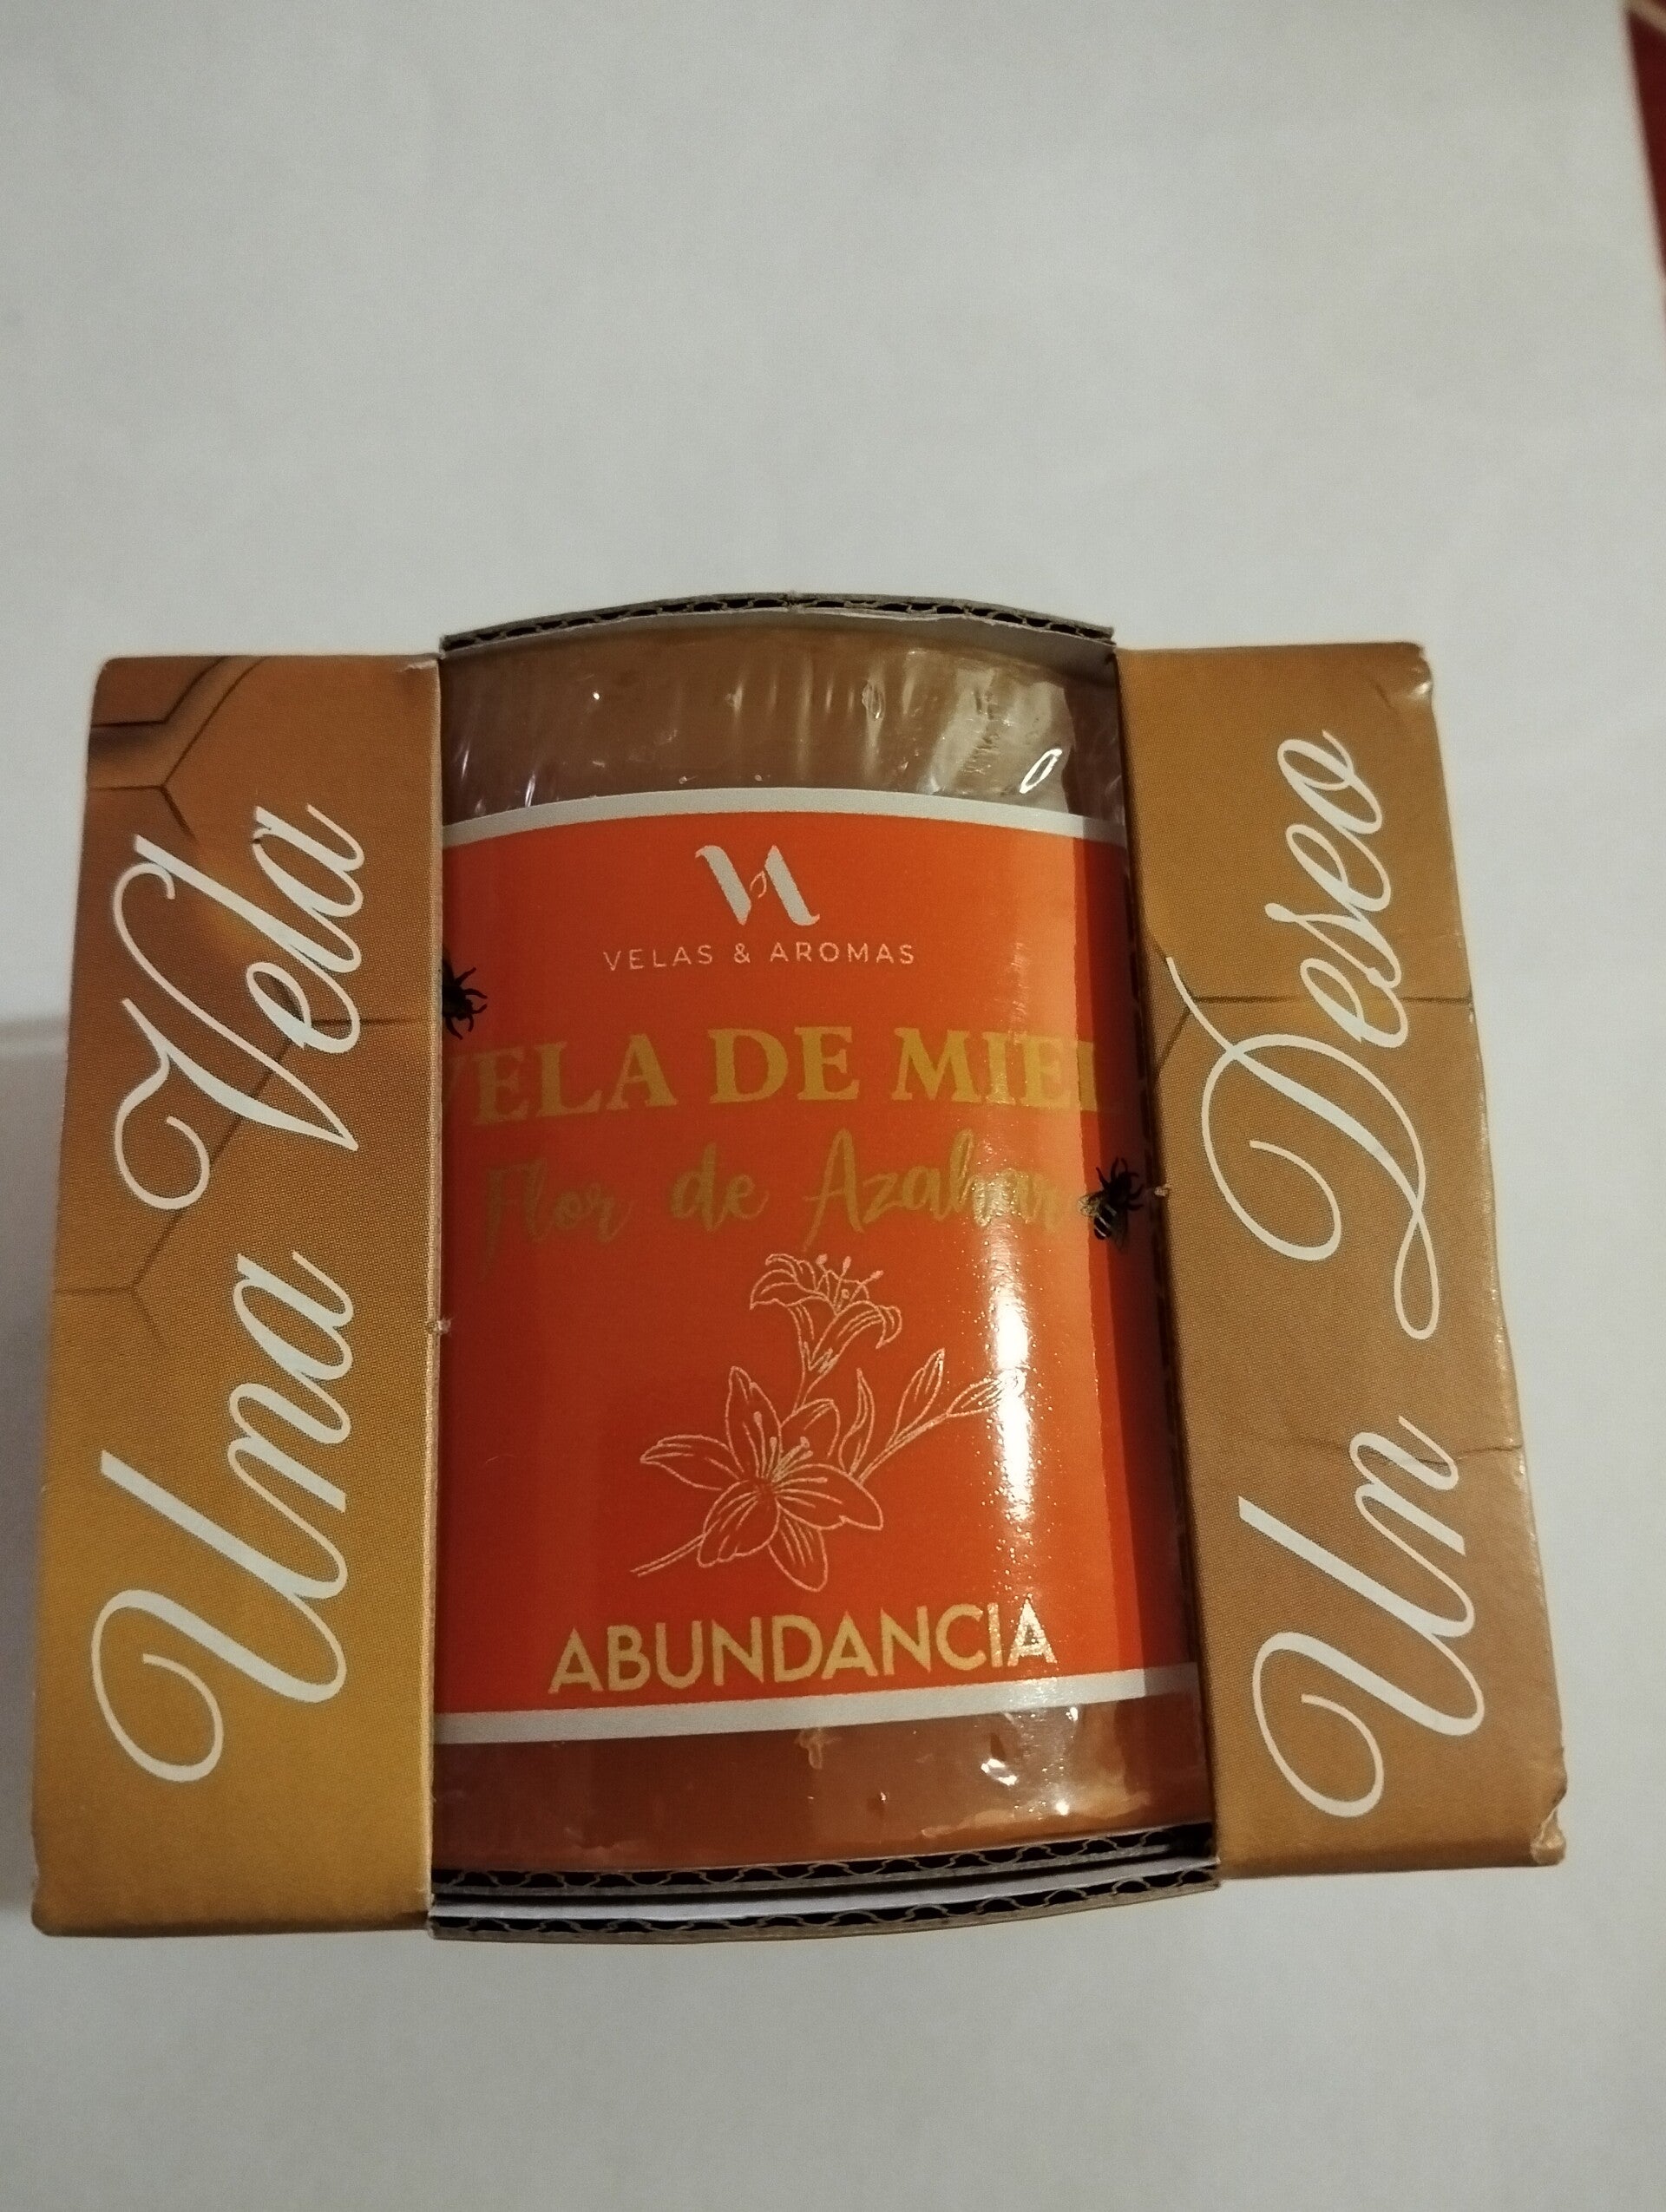 Una Vela
VELAS & AROMAS
VELA DE MIEL
Flor de Azahar
ABUNDANCIA
Un Deseo